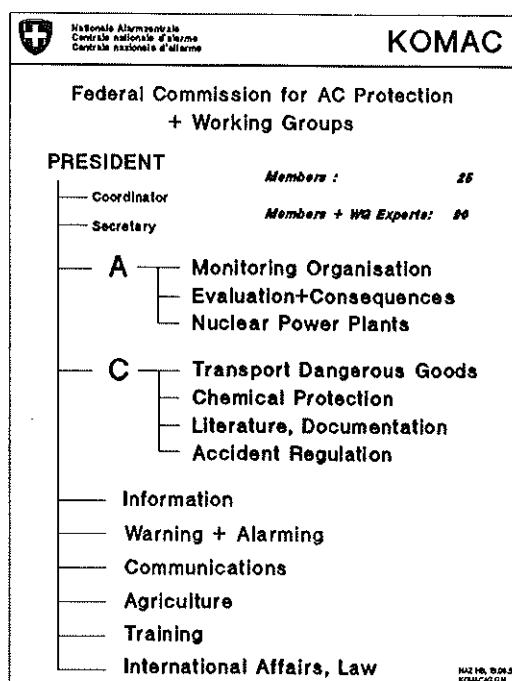 Nationale Alarmzentrale
Centrale nationale d'alarme
Centrale nazionale d'allarme
KOMAC
Federal Commission for AC Protection
+ Working Groups
PRESIDENT
Members : 25
Coordinator
Members + WG Experts:
Secretary
A
Monitoring Organisation
Evaluation+Consequences
Nuclear Power Plants
C
Transport Dangerous Goods
Chemical Protection
Literature, Documentation
Accident Regulation
Information
Warning + Alarming
Communications
Agriculture
Training
International Affairs, Law